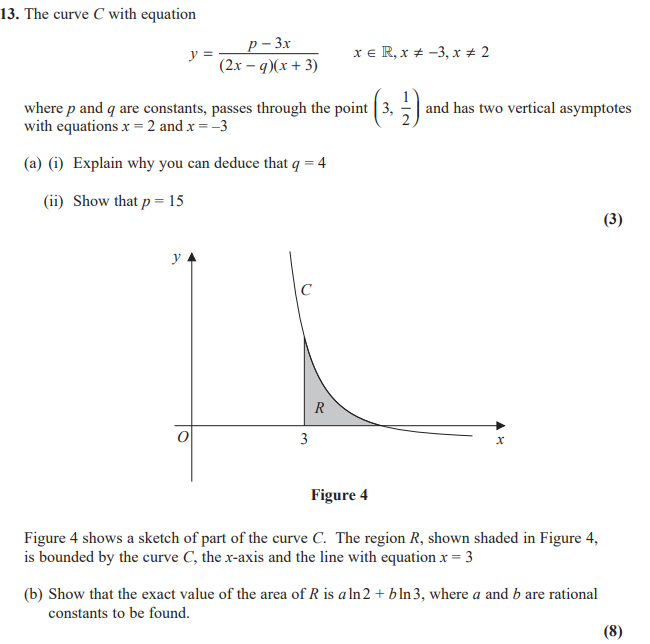 13. The curve C with equation
y = \frac{p - 3x}{(2x - q)(x + 3)} x ∈ ℝ, x ≠ −3, x ≠ 2
where p and q are constants, passes through the point (3, \frac{1}{2}) and has two vertical asymptotes
with equations x = 2 and x = −3
(a) (i) Explain why you can deduce that q = 4
(ii) Show that p = 15
(3)
y
C
R
O
3
x
Figure 4
Figure 4 shows a sketch of part of the curve C. The region R, shown shaded in Figure 4,
is bounded by the curve C, the x-axis and the line with equation x = 3
(b) Show that the exact value of the area of R is a ln 2 + b ln 3, where a and b are rational
constants to be found.
(8)